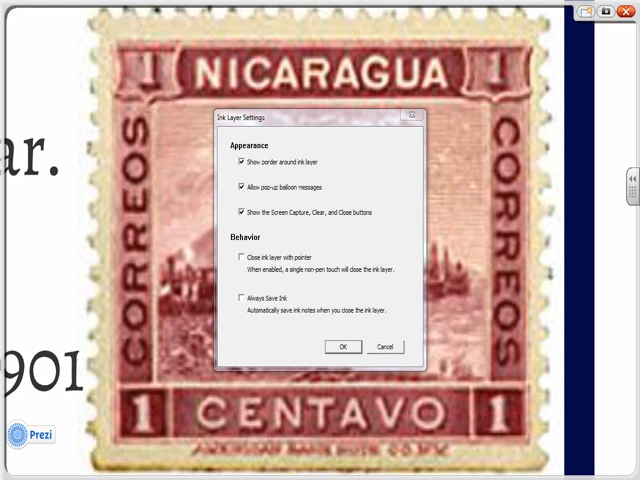 1 NICARAGUA 1
CORREOS
CORREOS
ar.
901
Ink Layer Settings
Appearance
Show border around ink layer
Allow pop-up balloon messages
Show the Screen Capture, Clear, and Close buttons
Behavior
Close ink layer with pointer
When enabled, a single non-pen touch will close the ink layer.
Always Save Ink
Automatically save ink notes when you close the ink layer.
OK Cancel
1 CENTAVO 1
Prezi